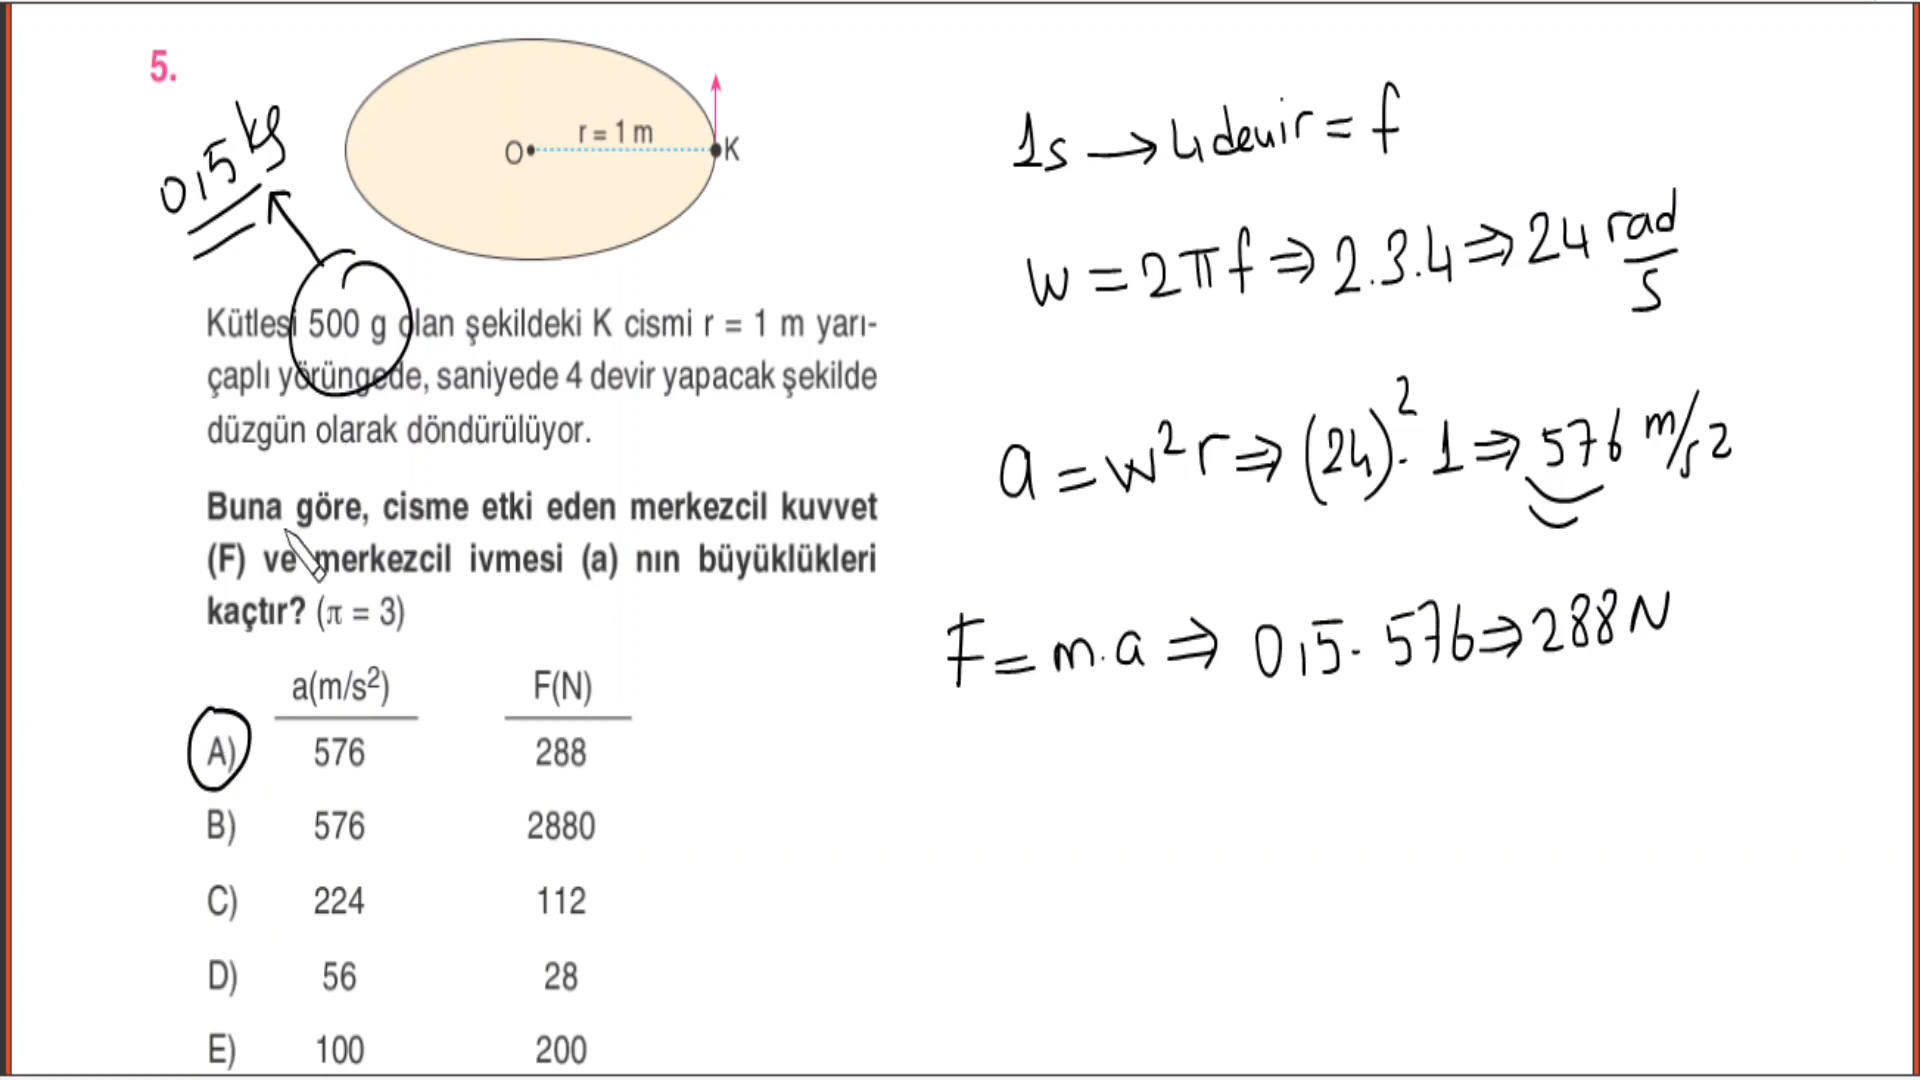 5.
0,5 kg
r = 1 m
O
K
Kütlesi 500 g olan şekildeki K cismi r = 1 m yarı-
çaplı yörüngede, saniyede 4 devir yapacak şekilde
düzgün olarak döndürülüyor.
Buna göre, cisme etki eden merkezcil kuvvet
(F) ve merkezcil ivmesi (a) nın büyüklükleri
kaçtır? (π = 3)
a(m/s²) F(N)
A) 576 288
B) 576 2880
C) 224 112
D) 56 28
E) 100 200
1s → 4 devir = f
w = 2πf ⇒ 2.3.4 ⇒ 24 rad/s
a = w²r ⇒ (24)². 1 ⇒ 576 m/s2
F = m.a ⇒ 0,5. 576 ⇒ 288 N